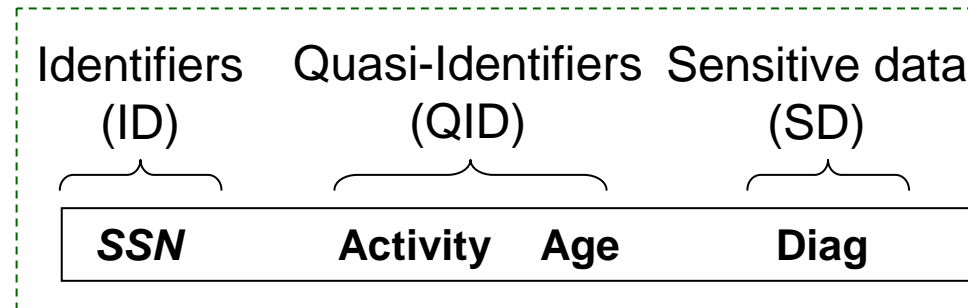 Identifiers Quasi-Identifiers Sensitive data
(ID) (QID) (SD)
SSN Activity Age Diag